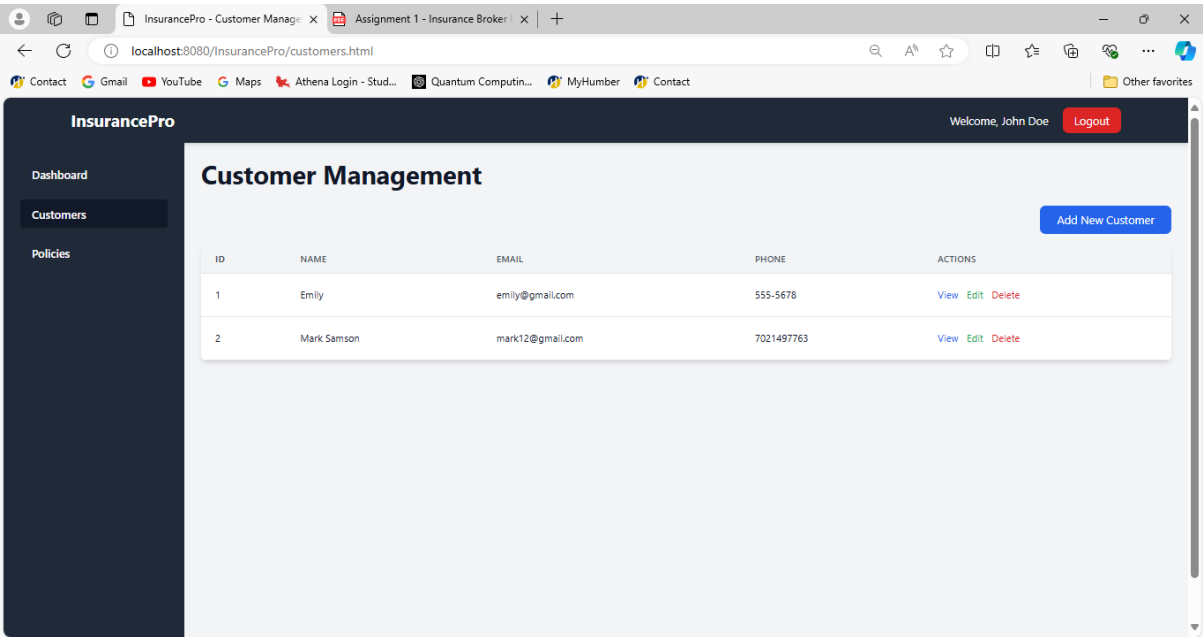 InsurancePro - Customer Manage
Assignment 1 - Insurance Broker
localhost:8080/InsurancePro/customers.html
Contact Gmail YouTube Maps Athena Login - Stud... Quantum Computin... MyHumber Contact Other favorites
InsurancePro Welcome, John Doe Logout
Dashboard
Customer Management
Customers
Add New Customer
Policies
ID NAME EMAIL PHONE ACTIONS
1 Emily emily@gmail.com 555-5678 View Edit Delete
2 Mark Samson mark12@gmail.com 7021497763 View Edit Delete